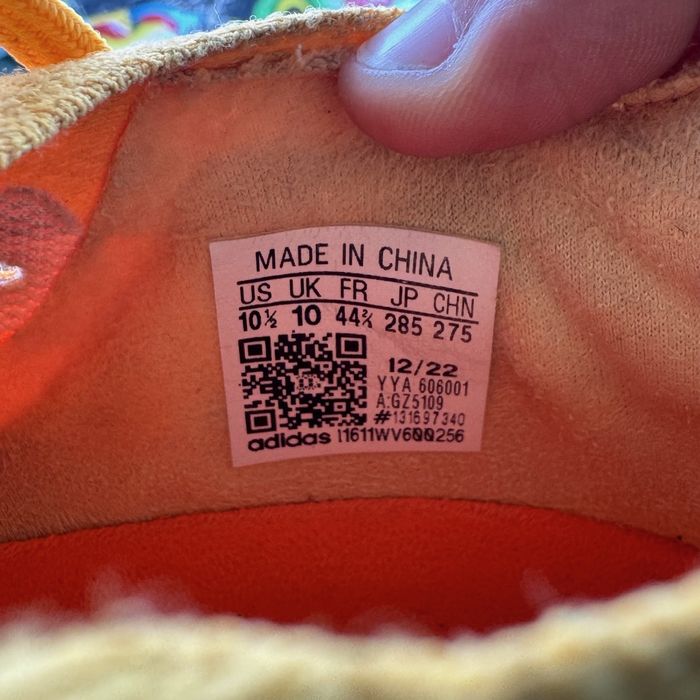 MADE IN CHINA
US UK FR JP CHN
10½ 10 44⅔ 285 275
12/22
YYA 606001
A:GZ5109
#131697340
adidas I1611WV600256